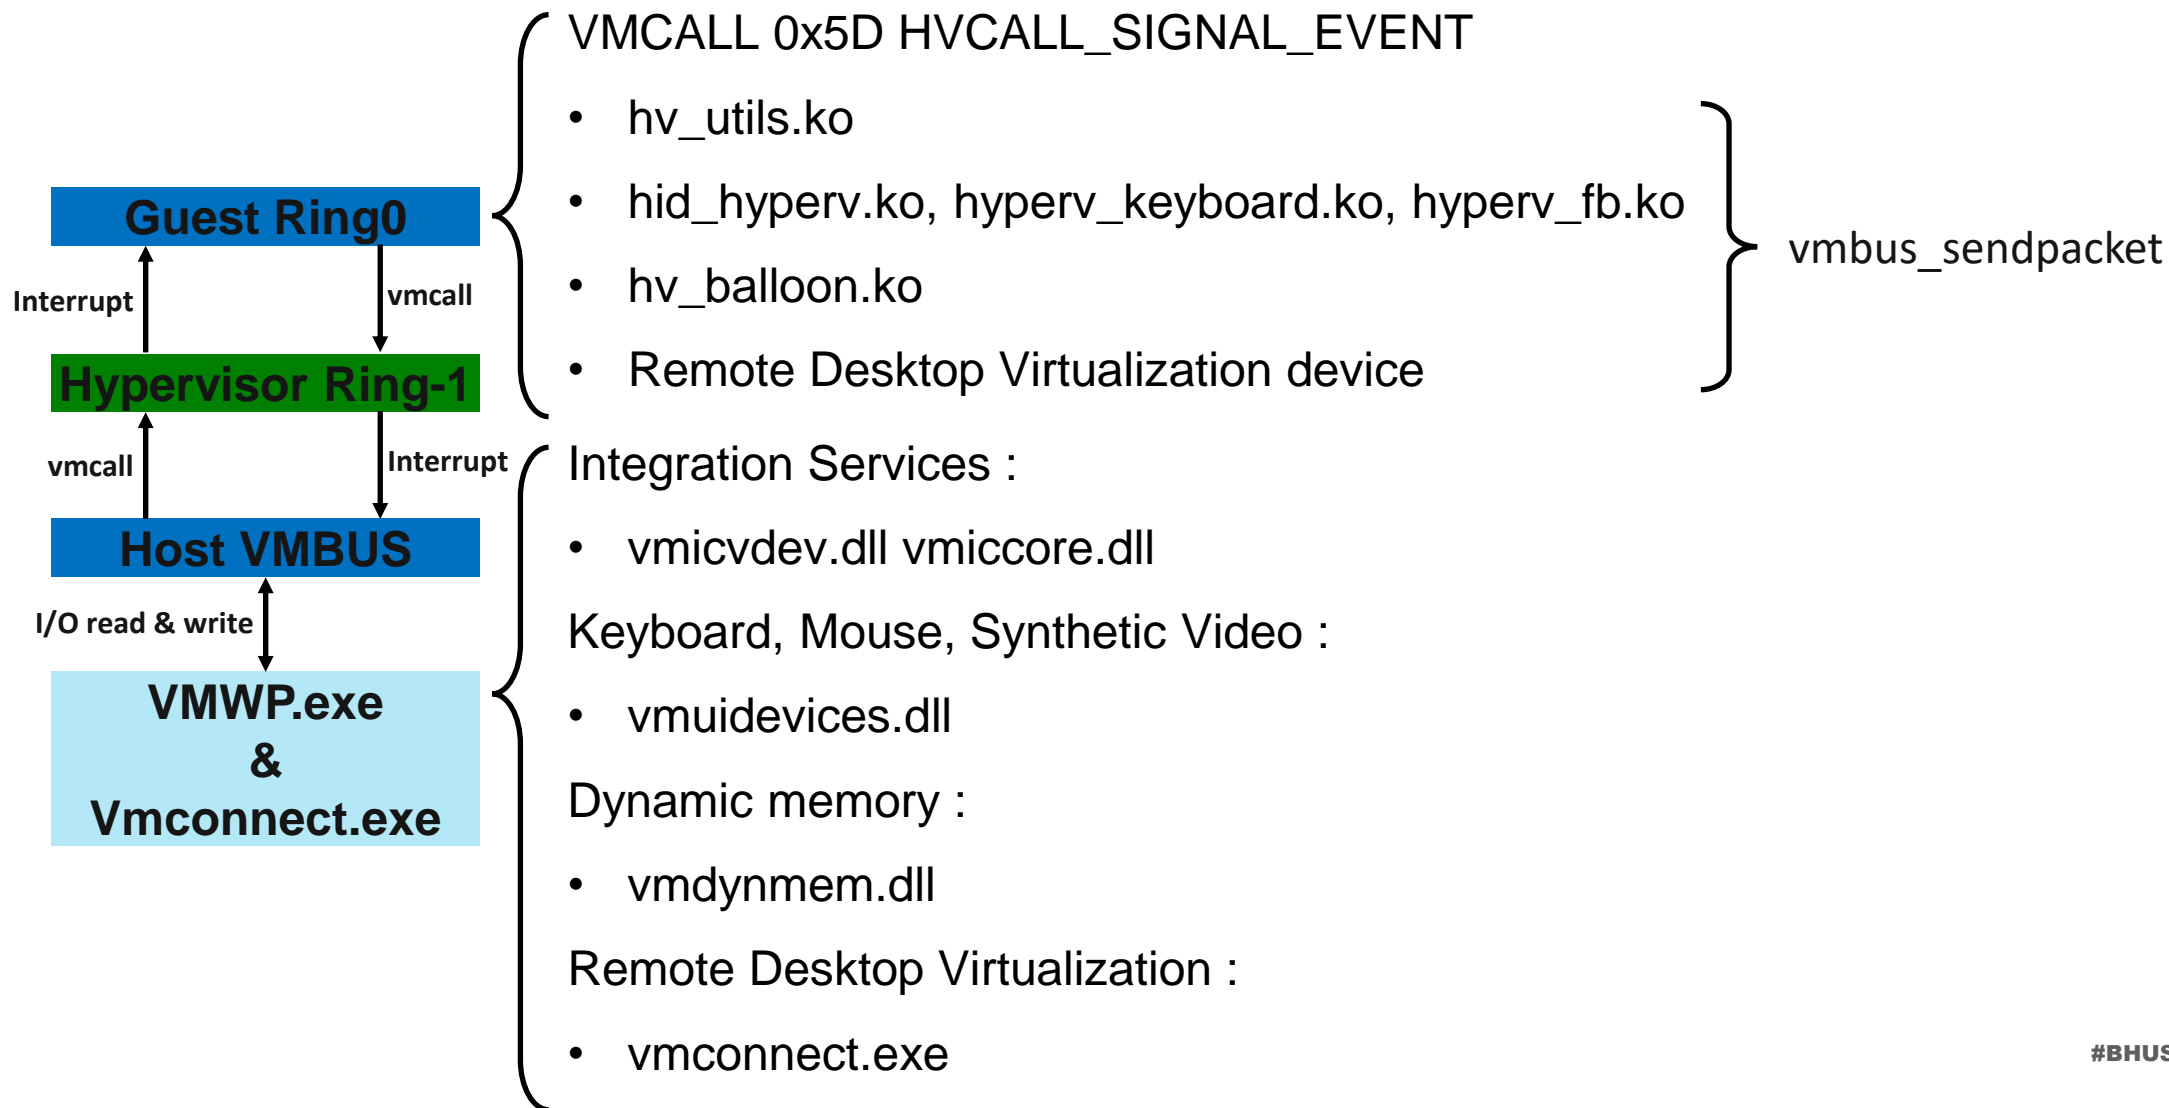 VMCALL 0x5D HVCALL_SIGNAL_EVENT
• hv_utils.ko
• hid_hyperv.ko, hyperv_keyboard.ko, hyperv_fb.ko
• hv_balloon.ko
• Remote Desktop Virtualization device
vmbus_sendpacket
Guest Ring0
Interrupt
vmcall
Hypervisor Ring-1
vmcall
Interrupt
Host VMBUS
I/O read & write
VMWP.exe
&
Vmconnect.exe
Integration Services :
• vmicvdev.dll vmiccore.dll
Keyboard, Mouse, Synthetic Video :
• vmuidevices.dll
Dynamic memory :
• vmdynmem.dll
Remote Desktop Virtualization :
• vmconnect.exe
#BHUS